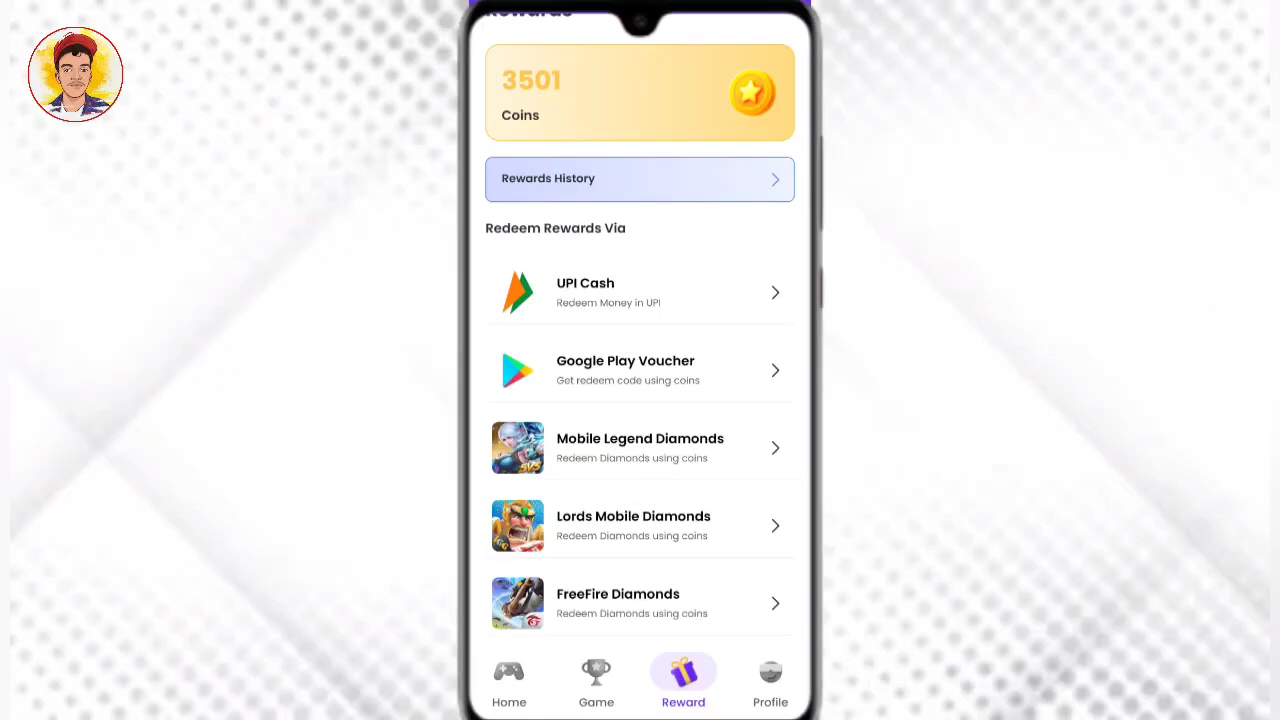 Rewards
3501
Coins
Rewards History
Redeem Rewards Via
UPI Cash
Redeem Money in UPI
Google Play Voucher
Get redeem code using coins
Mobile Legend Diamonds
Redeem Diamonds using coins
5V5
Lords Mobile Diamonds
Redeem Diamonds using coins
FreeFire Diamonds
Redeem Diamonds using coins
Home
Game
Reward
Profile